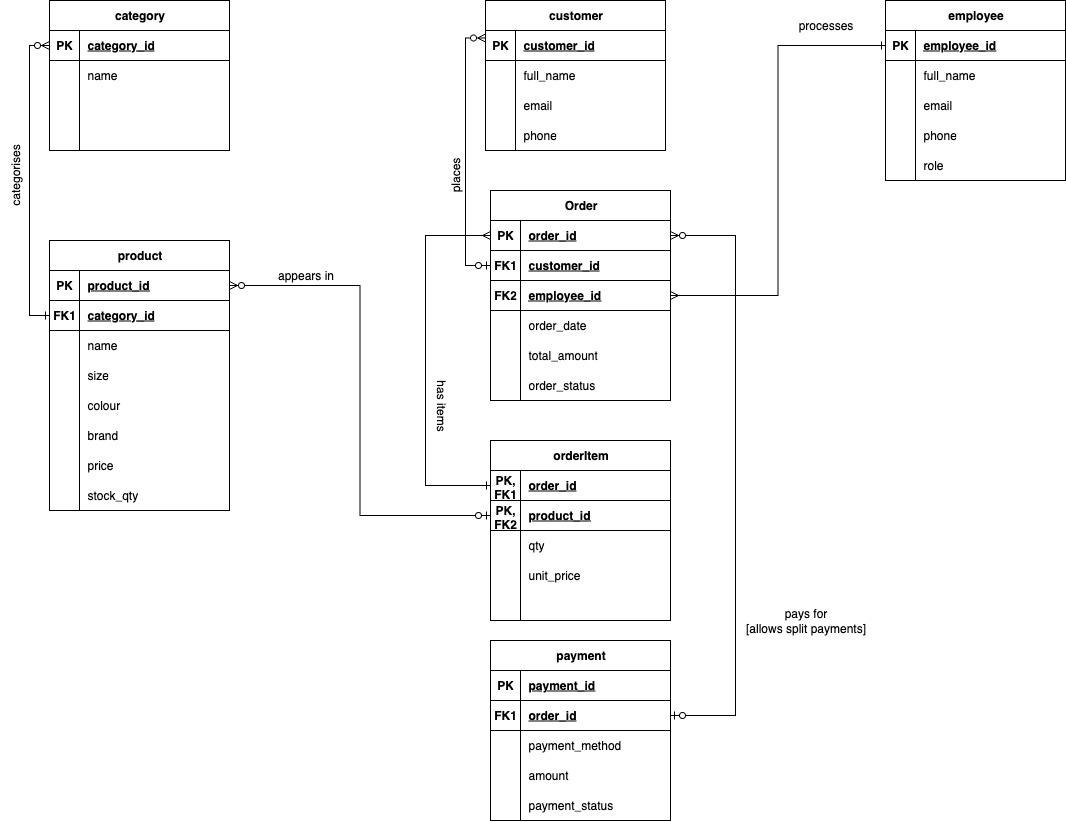 category
PK category_id
name
categorises
customer
PK customer_id
full_name
email
phone
places
processes
employee
PK employee_id
full_name
email
phone
role
product
PK product_id
FK1 category_id
name
size
colour
brand
price
stock_qty
appears in
Order
PK order_id
FK1 customer_id
FK2 employee_id
order_date
total_amount
order_status
has items
orderItem
PK,
FK1 order_id
PK,
FK2 product_id
qty
unit_price
pays for
[allows split payments]
payment
PK payment_id
FK1 order_id
payment_method
amount
payment_status